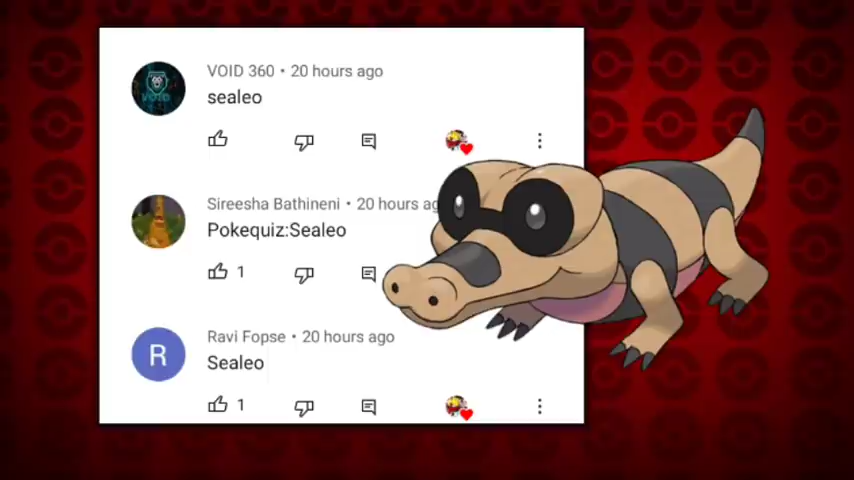 VOID 360 • 20 hours ago
sealeo
Sireesha Bathineni • 20 hours ag
Pokequiz:Sealeo
1
R
Ravi Fopse • 20 hours ago
Sealeo
1